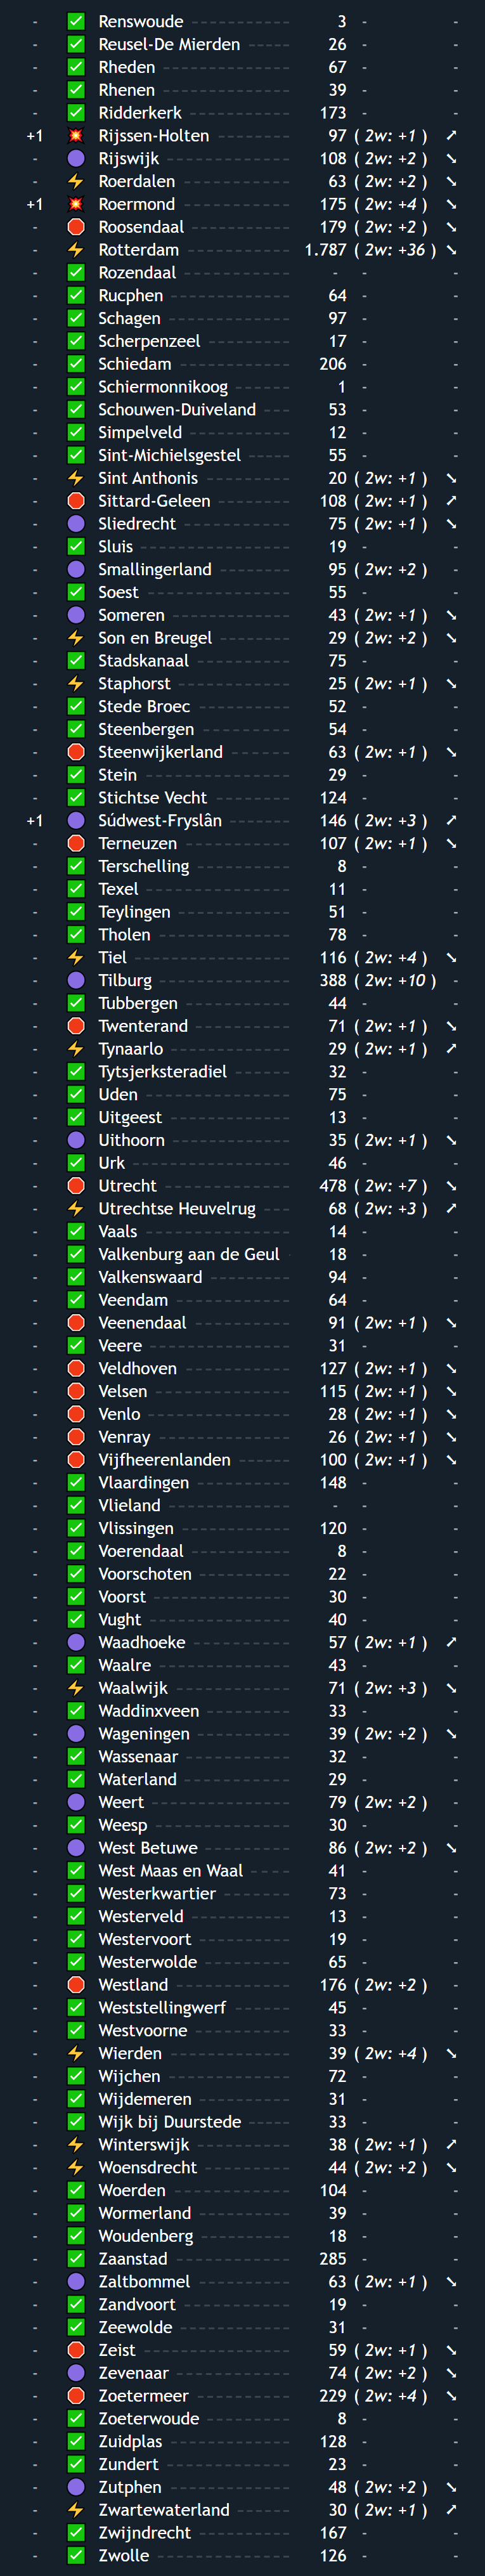 - ✅ Renswoude ------ 3 - -
- ✅ Reusel-De Mierden ------ 26 - -
- ✅ Rheden ------ 67 - -
- ✅ Rhenen ------ 39 - -
- ✅ Ridderkerk ------ 173 - -
+1 💥 Rijssen-Holten ------ 97 ( 2w: +1 ) ➚
- 🟣 Rijswijk ------ 108 ( 2w: +2 ) ➘
- ⚡ Roerdalen ------ 63 ( 2w: +2 ) ➘
+1 💥 Roermond ------ 175 ( 2w: +4 ) ➘
- 🛑 Roosendaal ------ 179 ( 2w: +2 ) ➘
- ⚡ Rotterdam ------ 1.787 ( 2w: +36 ) ➘
- ✅ Rozendaal ------ - - -
- ✅ Rucphen ------ 64 - -
- ✅ Schagen ------ 97 - -
- ✅ Scherpenzeel ------ 17 - -
- ✅ Schiedam ------ 206 - -
- ✅ Schiermonnikoog ------ 1 - -
- ✅ Schouwen-Duiveland ------ 53 - -
- ✅ Simpelveld ------ 12 - -
- ✅ Sint-Michielsgestel ------ 55 - -
- ⚡ Sint Anthonis ------ 20 ( 2w: +1 ) ➘
- 🛑 Sittard-Geleen ------ 108 ( 2w: +1 ) ➚
- 🟣 Sliedrecht ------ 75 ( 2w: +1 ) ➘
- ✅ Sluis ------ 19 - -
- 🟣 Smallingerland ------ 95 ( 2w: +2 ) -
- ✅ Soest ------ 55 - -
- 🟣 Someren ------ 43 ( 2w: +1 ) ➘
- ⚡ Son en Breugel ------ 29 ( 2w: +2 ) ➘
- ✅ Stadskanaal ------ 75 - -
- ⚡ Staphorst ------ 25 ( 2w: +1 ) ➘
- ✅ Stede Broec ------ 52 - -
- ✅ Steenbergen ------ 54 - -
- 🛑 Steenwijkerland ------ 63 ( 2w: +1 ) ➘
- ✅ Stein ------ 29 - -
- ✅ Stichtse Vecht ------ 124 - -
+1 🟣 Súdwest-Fryslân ------ 146 ( 2w: +3 ) ➚
- 🛑 Terneuzen ------ 107 ( 2w: +1 ) ➘
- ✅ Terschelling ------ 8 - -
- ✅ Texel ------ 11 - -
- ✅ Teylingen ------ 51 - -
- ✅ Tholen ------ 78 - -
- ⚡ Tiel ------ 116 ( 2w: +4 ) ➘
- 🟣 Tilburg ------ 388 ( 2w: +10 ) -
- ✅ Tubbergen ------ 44 - -
- 🛑 Twenterand ------ 71 ( 2w: +1 ) ➘
- ⚡ Tynaarlo ------ 29 ( 2w: +1 ) ➚
- ✅ Tytsjerksteradiel ------ 32 - -
- ✅ Uden ------ 75 - -
- ✅ Uitgeest ------ 13 - -
- 🟣 Uithoorn ------ 35 ( 2w: +1 ) ➘
- ✅ Urk ------ 46 - -
- 🛑 Utrecht ------ 478 ( 2w: +7 ) ➘
- ⚡ Utrechtse Heuvelrug ------ 68 ( 2w: +3 ) ➚
- ✅ Vaals ------ 14 - -
- ✅ Valkenburg aan de Geul - 18 - -
- ✅ Valkenswaard ------ 94 - -
- ✅ Veendam ------ 64 - -
- 🛑 Veenendaal ------ 91 ( 2w: +1 ) ➘
- ✅ Veere ------ 31 - -
- 🛑 Veldhoven ------ 127 ( 2w: +1 ) ➘
- 🛑 Velsen ------ 115 ( 2w: +1 ) ➘
- 🛑 Venlo ------ 28 ( 2w: +1 ) ➘
- 🛑 Venray ------ 26 ( 2w: +1 ) ➘
- 🛑 Vijfheerenlanden ------ 100 ( 2w: +1 ) ➘
- ✅ Vlaardingen ------ 148 - -
- ✅ Vlieland ------ - - -
- ✅ Vlissingen ------ 120 - -
- ✅ Voerendaal ------ 8 - -
- ✅ Voorschoten ------ 22 - -
- ✅ Voorst ------ 30 - -
- ✅ Vught ------ 40 - -
- 🟣 Waadhoeke ------ 57 ( 2w: +1 ) ➚
- ✅ Waalre ------ 43 - -
- ⚡ Waalwijk ------ 71 ( 2w: +3 ) ➘
- ✅ Waddinxveen ------ 33 - -
- 🟣 Wageningen ------ 39 ( 2w: +2 ) ➘
- ✅ Wassenaar ------ 32 - -
- ✅ Waterland ------ 29 - -
- 🟣 Weert ------ 79 ( 2w: +2 ) -
- ✅ Weesp ------ 30 - -
- 🟣 West Betuwe ------ 86 ( 2w: +2 ) ➘
- ✅ West Maas en Waal ------ 41 - -
- ✅ Westerkwartier ------ 73 - -
- ✅ Westerveld ------ 13 - -
- ✅ Westervoort ------ 19 - -
- ✅ Westerwolde ------ 65 - -
- 🛑 Westland ------ 176 ( 2w: +2 ) -
- ✅ Weststellingwerf ------ 45 - -
- ✅ Westvoorne ------ 33 - -
- ⚡ Wierden ------ 39 ( 2w: +4 ) ➘
- ✅ Wijchen ------ 72 - -
- ✅ Wijdemeren ------ 31 - -
- ✅ Wijk bij Duurstede ------ 33 - -
- ⚡ Winterswijk ------ 38 ( 2w: +1 ) ➚
- ⚡ Woensdrecht ------ 44 ( 2w: +2 ) ➘
- ✅ Woerden ------ 104 - -
- ✅ Wormerland ------ 39 - -
- ✅ Woudenberg ------ 18 - -
- ✅ Zaanstad ------ 285 - -
- 🟣 Zaltbommel ------ 63 ( 2w: +1 ) ➘
- ✅ Zandvoort ------ 19 - -
- ✅ Zeewolde ------ 31 - -
- 🛑 Zeist ------ 59 ( 2w: +1 ) ➘
- 🟣 Zevenaar ------ 74 ( 2w: +2 ) ➘
- 🛑 Zoetermeer ------ 229 ( 2w: +4 ) ➘
- ✅ Zoeterwoude ------ 8 - -
- ✅ Zuidplas ------ 128 - -
- ✅ Zundert ------ 23 - -
- 🟣 Zutphen ------ 48 ( 2w: +2 ) ➘
- ⚡ Zwartewaterland ------ 30 ( 2w: +1 ) ➚
- ✅ Zwijndrecht ------ 167 - -
- ✅ Zwolle ------ 126 - -